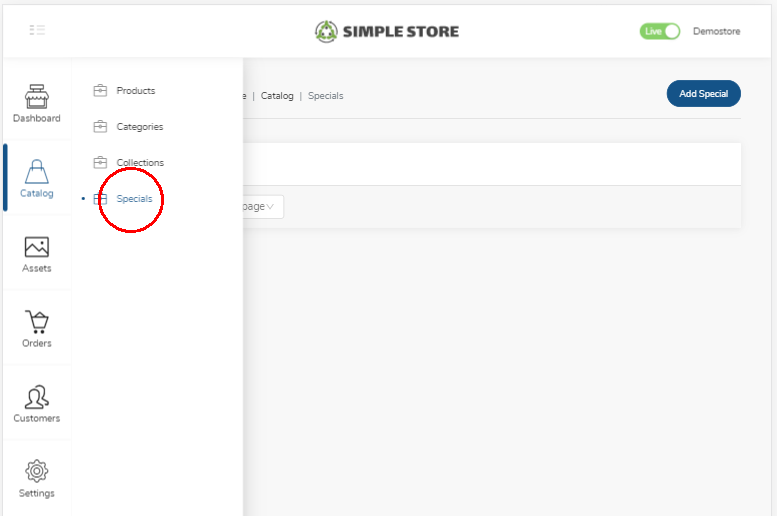 SIMPLE STORE
Live
Demostore
Dashboard
Catalog
Assets
Orders
Customers
Settings
Products
Categories
Collections
Specials
e | Catalog | Specials
Add Special
page